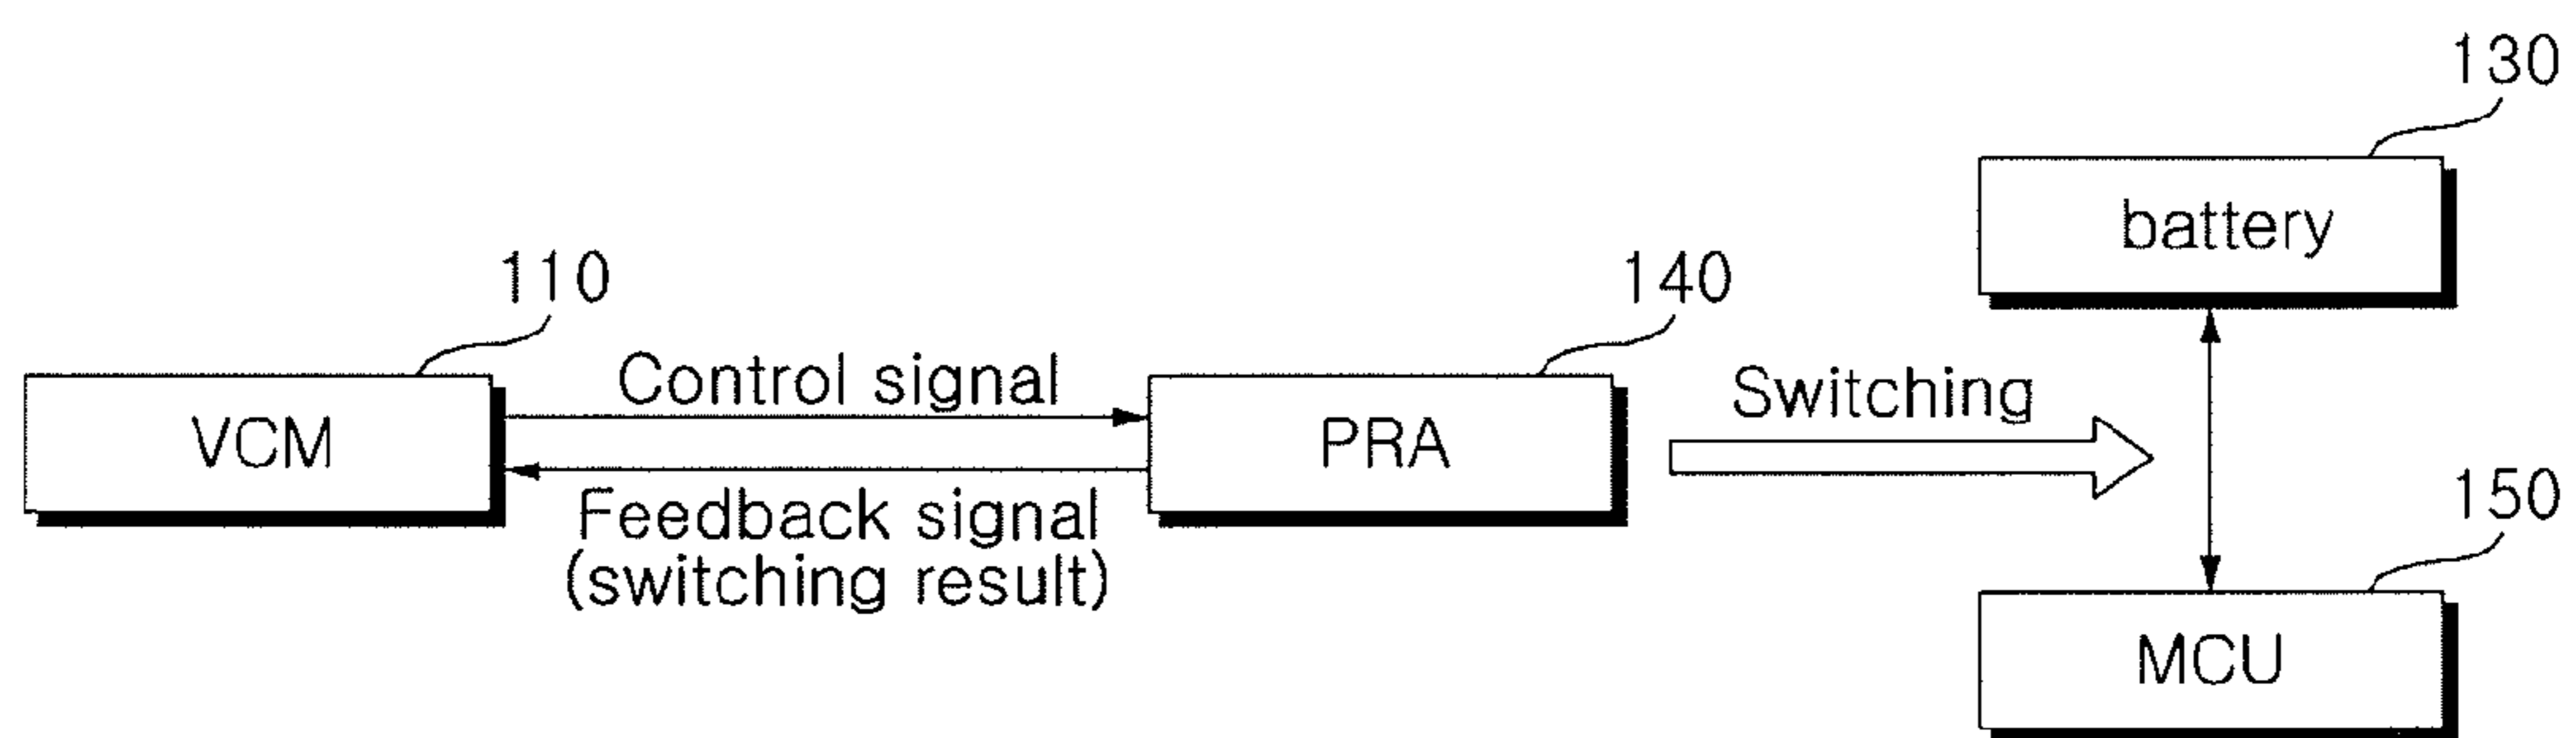 130
battery
110
140
Control signal
Switching
VCM
PRA
Feedback signal
(switching result)
150
MCU